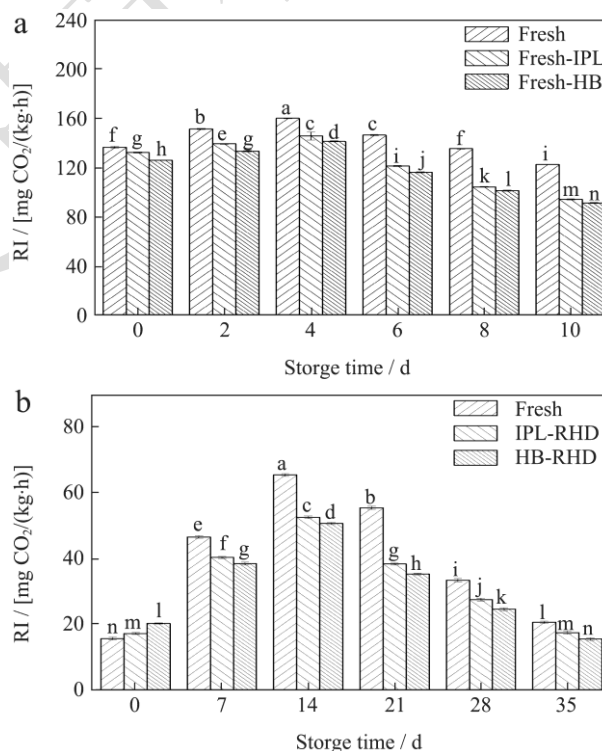 a
240
200
160
120
80
40
0
RI / [mg CO₂/(kg·h)]
Fresh
Fresh-IPL
Fresh-HB
f g h
b e g
a c d
c i j
f k l
i m n
0 2 4 6 8 10
Storge time / d
b
80
60
40
20
0
RI / [mg CO₂/(kg·h)]
Fresh
IPL-RHD
HB-RHD
n m l
e f g
a c d
b g h
i j k
l m n
0 7 14 21 28 35
Storge time / d